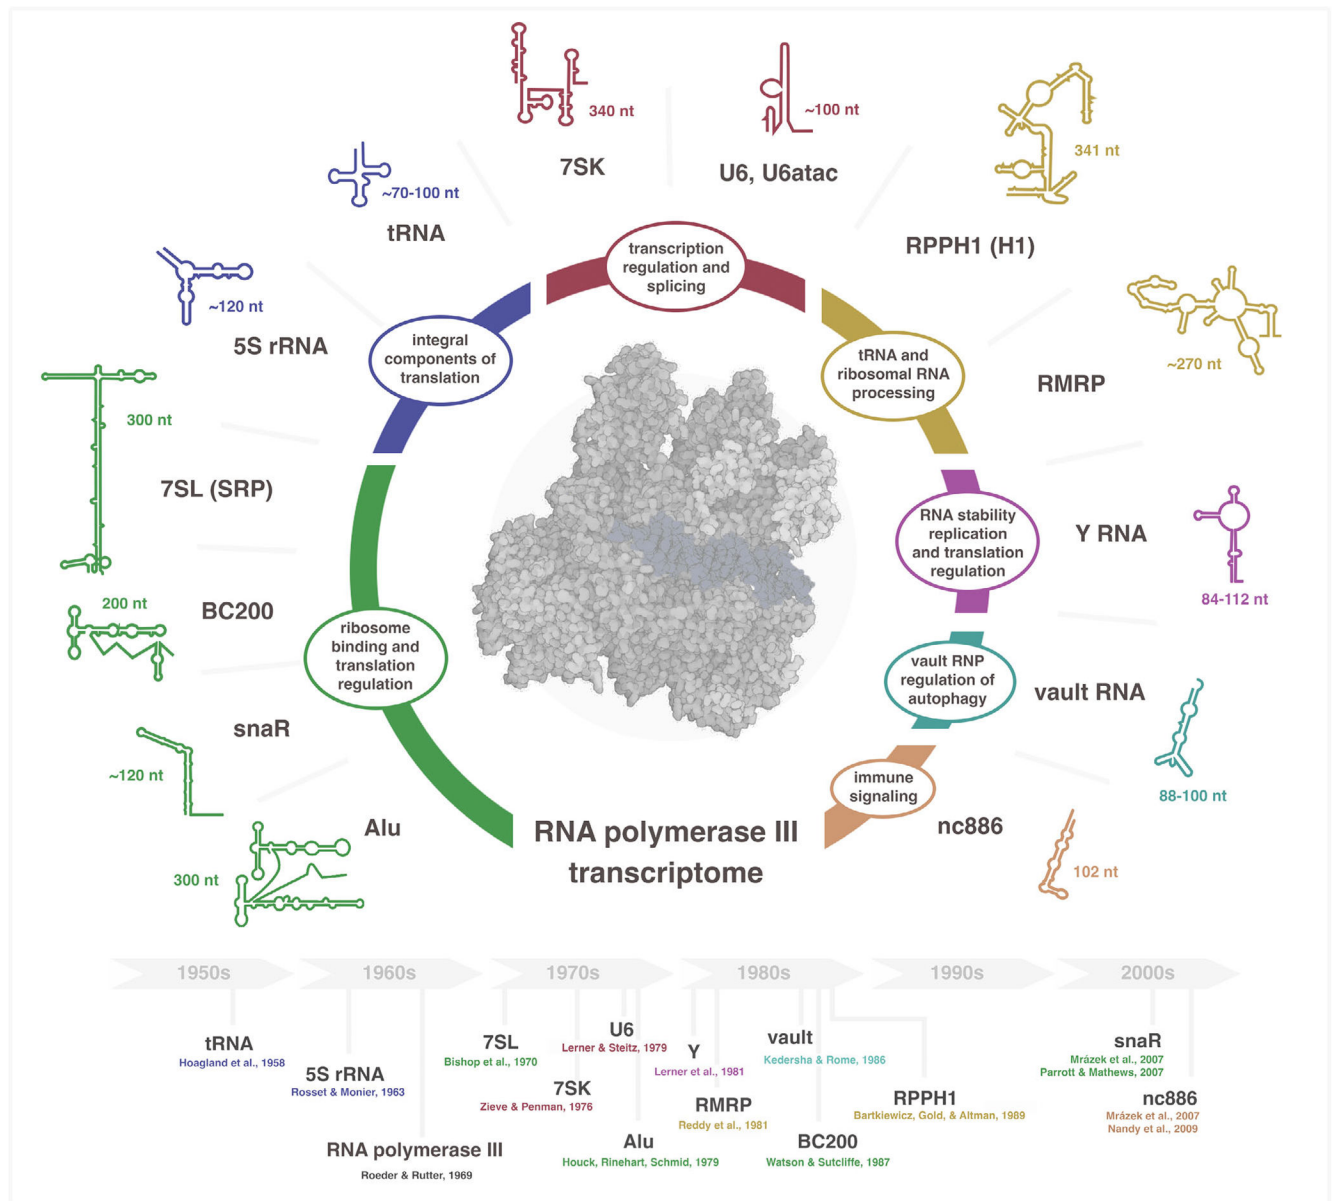 340 nt
7SK
~100 nt
U6, U6atac
341 nt
RPPH1 (H1)
~70-100 nt
tRNA
~120 nt
5S rRNA
~270 nt
RMRP
300 nt
7SL (SRP)
Y RNA
84-112 nt
200 nt
BC200
vault RNA
88-100 nt
snaR
~120 nt
Alu
300 nt
nc886
102 nt
transcription
regulation and
splicing
integral
components of
translation
tRNA and
ribosomal RNA
processing
RNA stability
replication
and translation
regulation
ribosome
binding and
translation
regulation
vault RNP
regulation of
autophagy
immune
signaling
RNA polymerase III
transcriptome
1950s
1960s
1970s
1980s
1990s
2000s
tRNA
Hoagland et al., 1958
5S rRNA
Rosset & Monier, 1963
RNA polymerase III
Roeder & Rutter, 1969
7SL
Bishop et al., 1970
7SK
Zieve & Penman, 1976
U6
Lerner & Steitz, 1979
Alu
Houck, Rinehart, Schmid, 1979
Y
Lerner et al., 1981
RMRP
Reddy et al., 1981
vault
Kedersha & Rome, 1986
BC200
Watson & Sutcliffe, 1987
RPPH1
Bartkiewicz, Gold, & Altman, 1989
snaR
Mrázek et al., 2007
Parrott & Mathews, 2007
nc886
Mrázek et al., 2007
Nandy et al., 2009